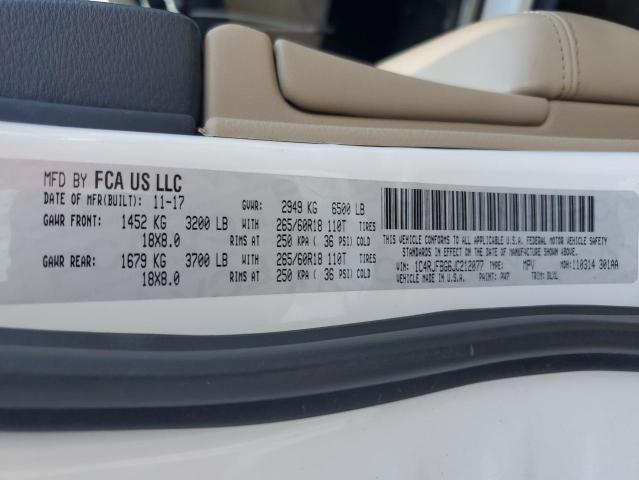 MFD BY FCA US LLC
DATE OF MFR(BUILT): 11-17 GVWR: 2949 KG 6500 LB
GAWR FRONT: 1452 KG 3200 LB WITH 265/60R18 110T TIRES
18X8.0 RIMS AT 250 KPA ( 36 PSI) COLD
GAWR REAR: 1679 KG 3700 LB WITH 265/60R18 110T TIRES
18X8.0 RIMS AT 250 KPA ( 36 PSI) COLD
THIS VEHICLE CONFORMS TO ALL APPLICABLE U.S.A. FEDERAL MOTOR VEHICLE SAFETY
STANDARDS IN EFFECT ON THE DATE OF MANUFACTURE SHOWN ABOVE.
VIN: 1C4RJFBG6JC212077 TYPE: MPV MDH: 110314 301AA
VEHICLE MADE IN U.S.A. PAINT: PW7 TRIM: DLXL